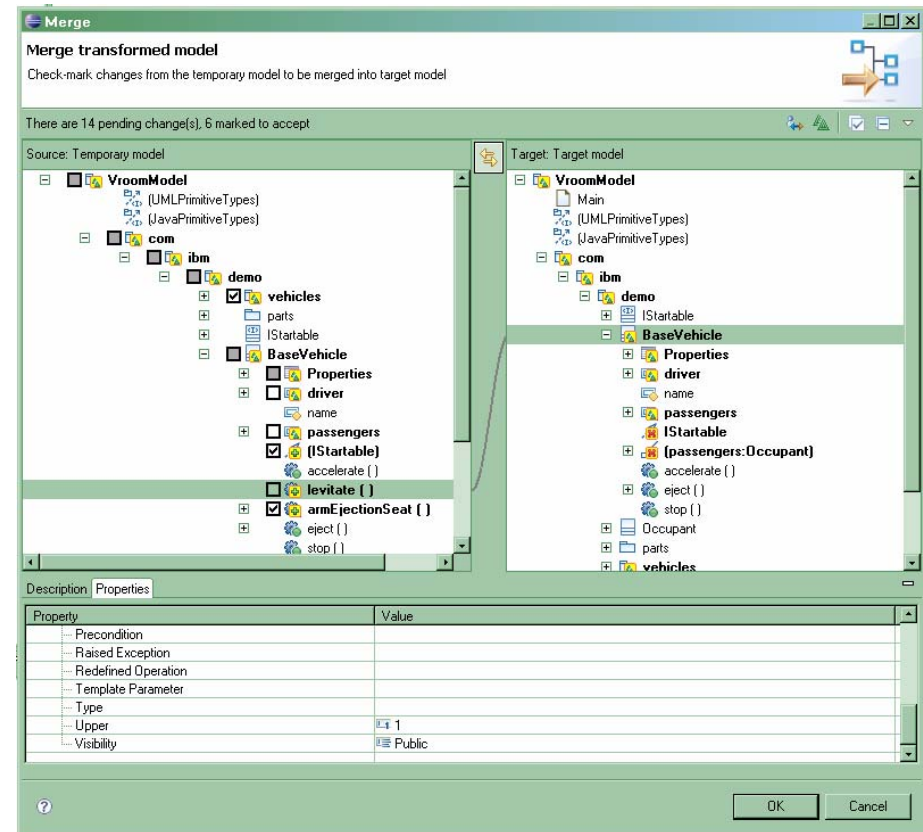 Merge
Merge transformed model
Check-mark changes from the temporary model to be merged into target model
There are 14 pending change(s), 6 marked to accept
Source: Temporary model
VroomModel
(UMLPrimitiveTypes)
(JavaPrimitiveTypes)
com
ibm
demo
vehicles
parts
IStartable
BaseVehicle
Properties
driver
name
passengers
(IStartable)
accelerate ( )
levitate ( )
armEjectionSeat ( )
eject ( )
stop ( )
Target: Target model
VroomModel
Main
(UMLPrimitiveTypes)
(JavaPrimitiveTypes)
com
ibm
demo
IStartable
BaseVehicle
Properties
driver
name
passengers
IStartable
(passengers:Occupant)
accelerate ( )
eject ( )
stop ( )
Occupant
parts
vehicles
Description Properties
Property Value
Precondition
Raised Exception
Redefined Operation
Template Parameter
Type
Upper 1
Visibility Public
OK Cancel